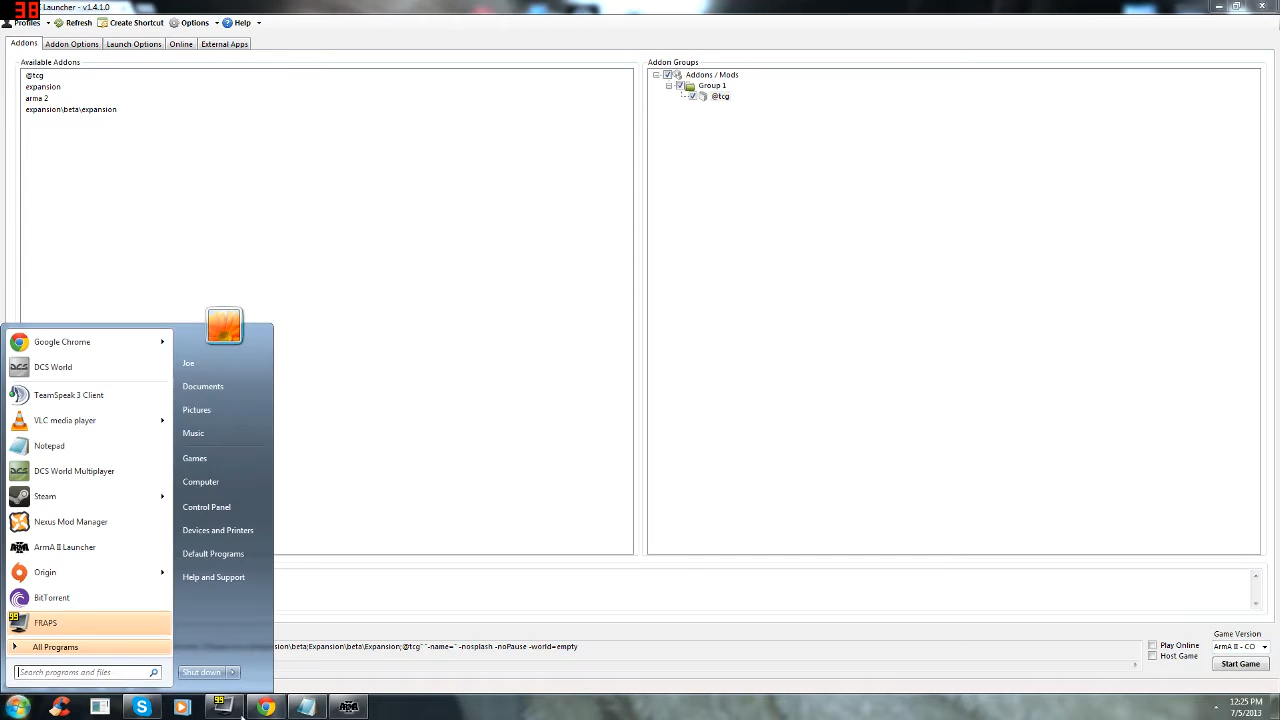 38
Launcher - v1.4.1.0
Profiles Refresh Create Shortcut Options Help
Addons Addon Options Launch Options Online External Apps
Available Addons
@tcg
expansion
arma 2
expansion\beta\expansion
Addon Groups
Addons / Mods
Group 1
@tcg
Google Chrome
DCS World
TeamSpeak 3 Client
VLC media player
Notepad
DCS World Multiplayer
Steam
Nexus Mod Manager
ArmA II Launcher
Origin
BitTorrent
99
FRAPS
All Programs
Search programs and files
Joe
Documents
Pictures
Music
Games
Computer
Control Panel
Devices and Printers
Default Programs
Help and Support
Shut down
\beta;Expansion\beta\Expansion;@tcg" "-name=" -nosplash -noPause -world=empty
Play Online
Host Game
Game Version
ArmA II - CO
Start Game
99
12:25 PM
7/5/2013